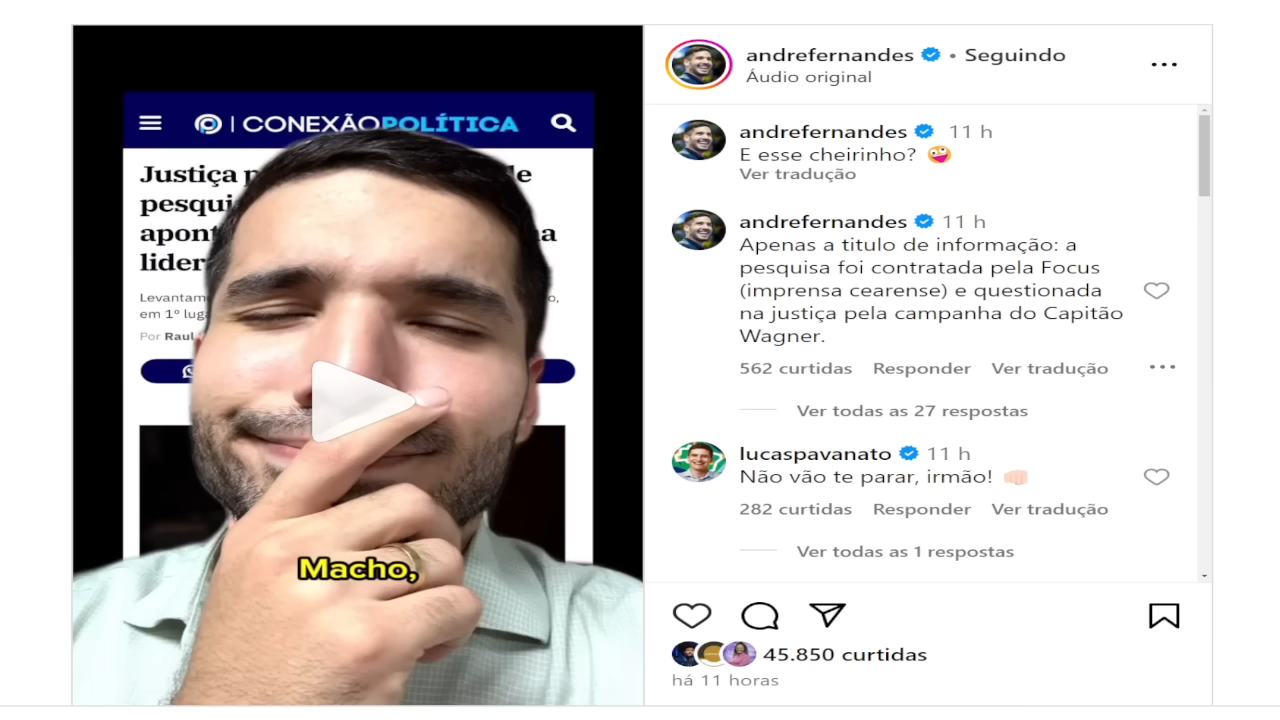 CONEXÃOPOLÍTICA
Justiça
pesqui
apont
lider
Levantam
em 1º lug
Por Raul
Macho,
andrefernandes • Seguindo
Áudio original
andrefernandes 11 h
E esse cheirinho? 🤪
Ver tradução
andrefernandes 11 h
Apenas a titulo de informação: a
pesquisa foi contratada pela Focus
(imprensa cearense) e questionada
na justiça pela campanha do Capitão
Wagner.
562 curtidas Responder Ver tradução
Ver todas as 27 respostas
lucaspavanato 11 h
Não vão te parar, irmão! 👊🏻
282 curtidas Responder Ver tradução
Ver todas as 1 respostas
45.850 curtidas
há 11 horas